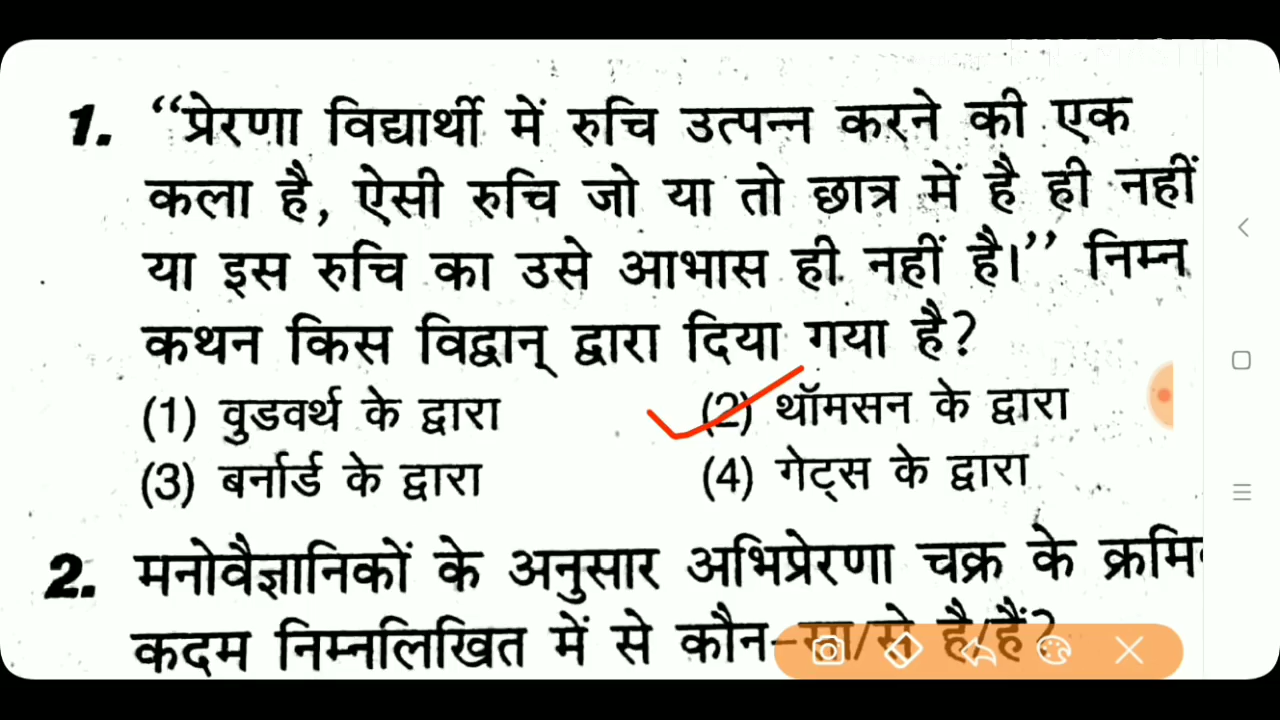 1. “प्रेरणा विद्यार्थी में रुचि उत्पन्न करने की एक
कला है, ऐसी रुचि जो या तो छात्र में है ही नहीं
या इस रुचि का उसे आभास ही नहीं है।” निम्न
कथन किस विद्वान् द्वारा दिया गया है?
(1) वुडवर्थ के द्वारा (2) थॉमसन के द्वारा
(3) बर्नार्ड के द्वारा (4) गेट्स के द्वारा
2. मनोवैज्ञानिकों के अनुसार अभिप्रेरणा चक्र के
कदम निम्नलिखित में से कौन-सा/से है/हैं?